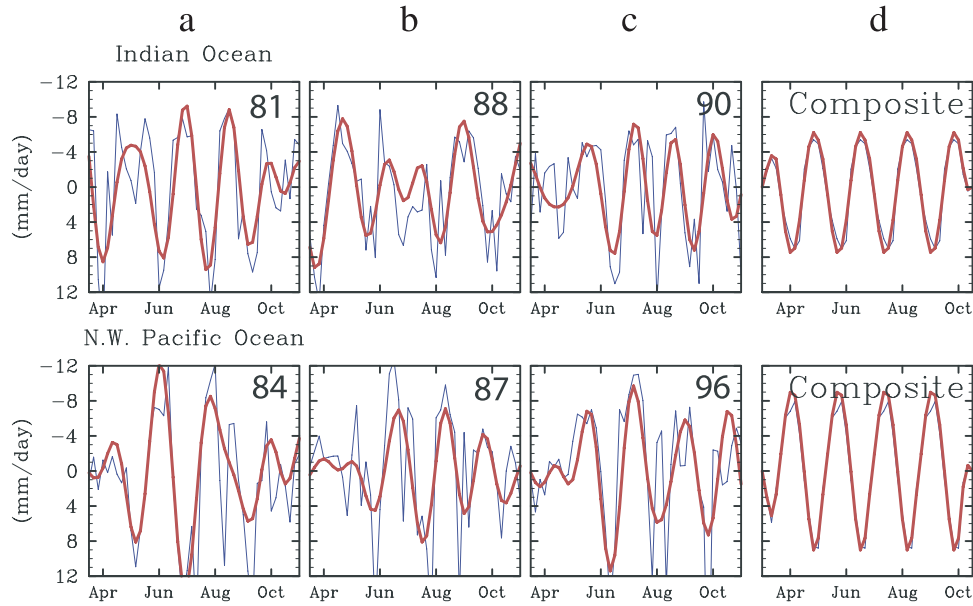 a b c d
Indian Ocean
81 88 90 Composite
-12
-8
-4
0
4
8
12
(mm/day)
Apr Jun Aug Oct Apr Jun Aug Oct Apr Jun Aug Oct Apr Jun Aug Oct
N.W. Pacific Ocean
84 87 96 Composite
-12
-8
-4
0
4
8
12
(mm/day)
Apr Jun Aug Oct Apr Jun Aug Oct Apr Jun Aug Oct Apr Jun Aug Oct